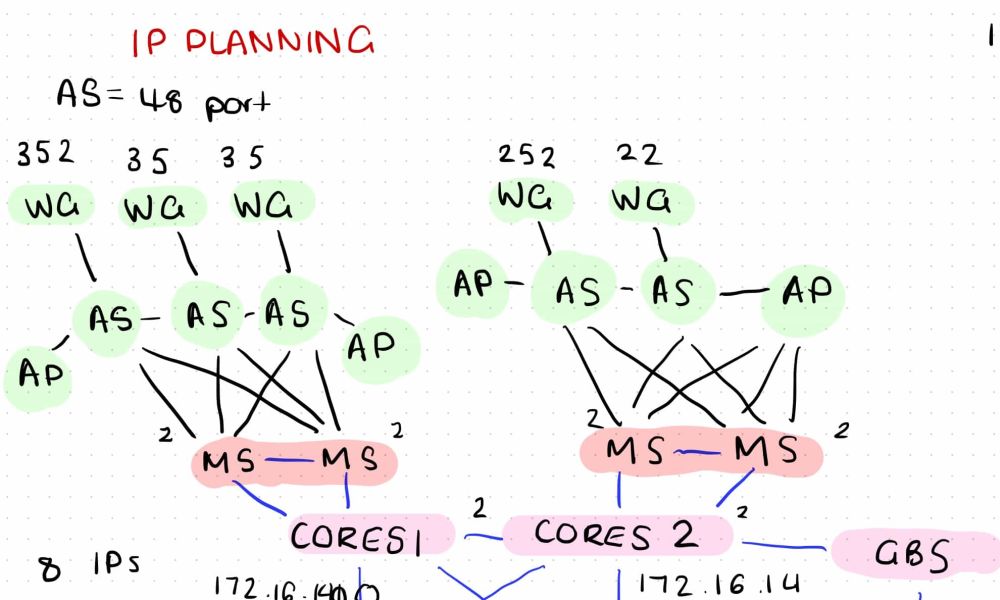 IP PLANNING
1
AS = 48 port
352 35 35 252 22
WG WG WG WG WG
AP - AS - AS — AP
AS - AS - AS
AP AP
2 2 2 2
MS — MS MS — MS
2 2
CORES1 CORES 2
GBS
8 IPs
172.16.14 172.16.14